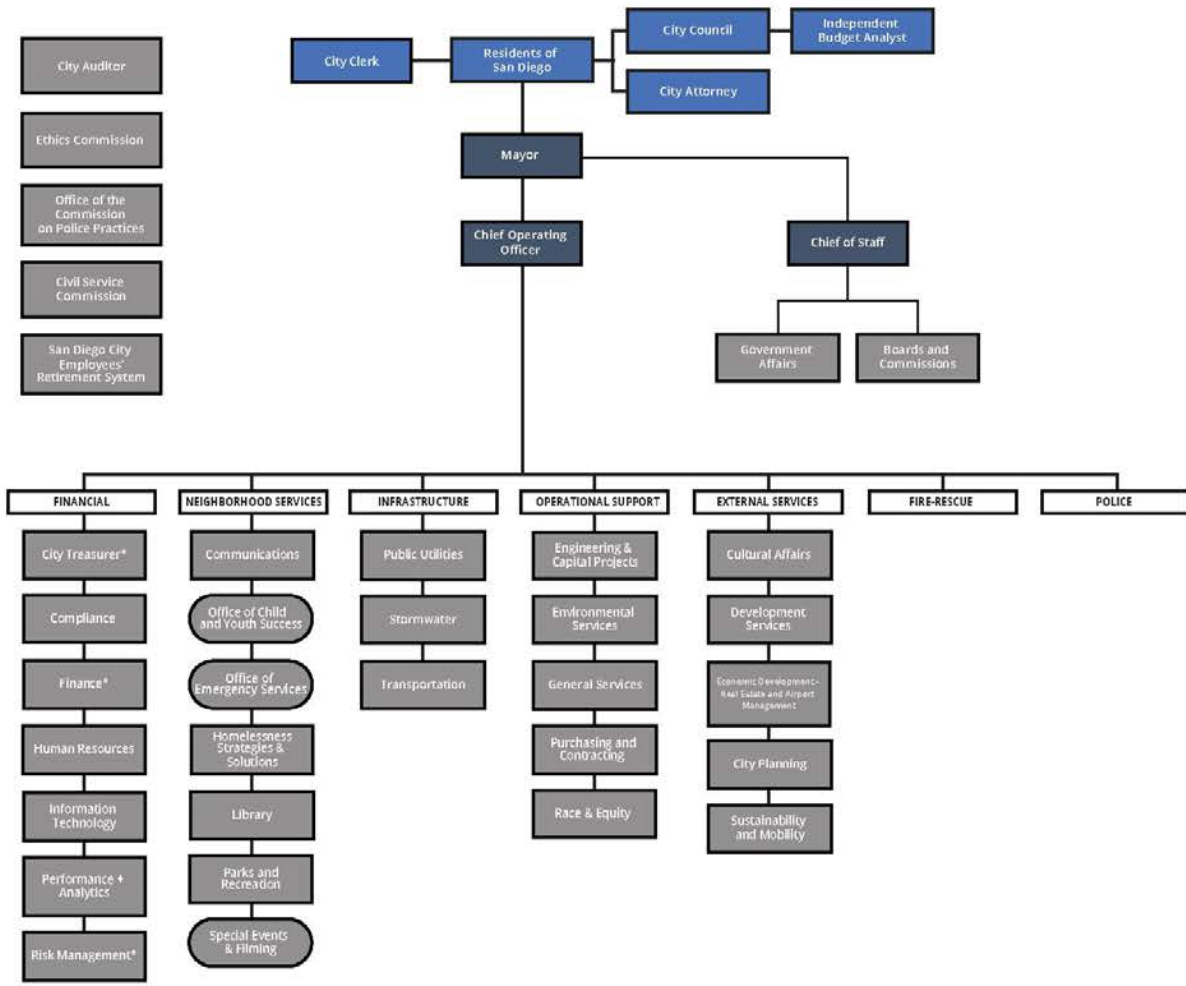 City Auditor
Ethics Commission
Office of the
Commission
on Police Practices
Civil Service
Commission
San Diego City
Employees'
Retirement System
City Clerk
Residents of
San Diego
City Council
Independent
Budget Analyst
City Attorney
Mayor
Chief Operating
Officer
Chief of Staff
Government
Affairs
Boards and
Commissions
FINANCIAL
City Treasurer*
Compliance
Finance*
Human Resources
Information
Technology
Performance +
Analytics
Risk Management*
NEIGHBORHOOD SERVICES
Communications
Office of Child
and Youth Success
Office of
Emergency Services
Homelessness
Strategies &
Solutions
Library
Parks and
Recreation
Special Events
& Filming
INFRASTRUCTURE
Public Utilities
Stormwater
Transportation
OPERATIONAL SUPPORT
Engineering &
Capital Projects
Environmental
Services
General Services
Purchasing and
Contracting
Race & Equity
EXTERNAL SERVICES
Cultural Affairs
Development
Services
Economic Development–
Real Estate and Airport
Management
City Planning
Sustainability
and Mobility
FIRE-RESCUE
POLICE